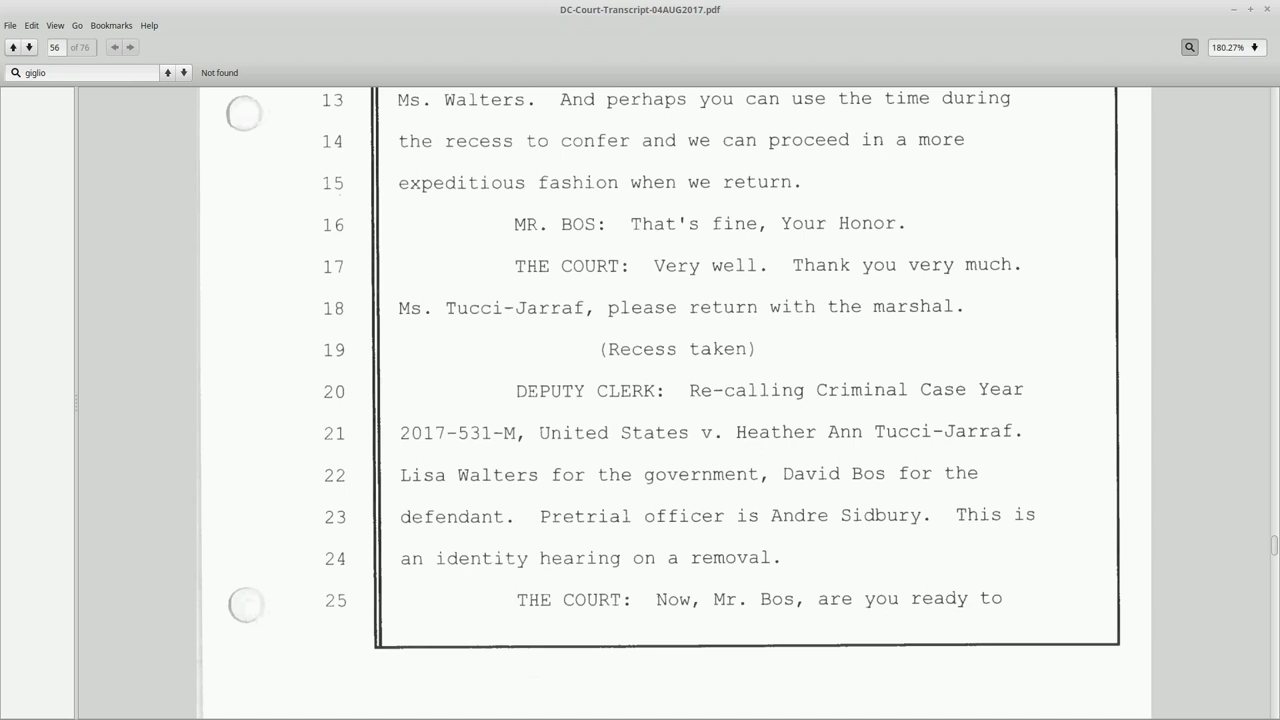 DC-Court-Transcript-04AUG2017.pdf
File Edit View Go Bookmarks Help
56 of 76 180.27%
giglio Not found
13 Ms. Walters. And perhaps you can use the time during
14 the recess to confer and we can proceed in a more
15 expeditious fashion when we return.
16 MR. BOS: That's fine, Your Honor.
17 THE COURT: Very well. Thank you very much.
18 Ms. Tucci-Jarraf, please return with the marshal.
19 (Recess taken)
20 DEPUTY CLERK: Re-calling Criminal Case Year
21 2017-531-M, United States v. Heather Ann Tucci-Jarraf.
22 Lisa Walters for the government, David Bos for the
23 defendant. Pretrial officer is Andre Sidbury. This is
24 an identity hearing on a removal.
25 THE COURT: Now, Mr. Bos, are you ready to